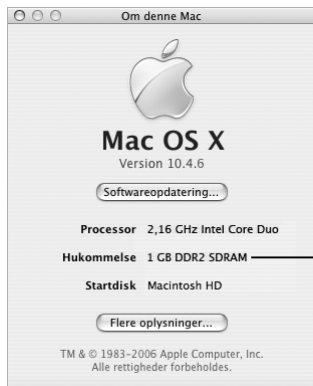 Om denne Mac
Mac OS X
Version 10.4.6
Softwareopdatering...
Processor 2,16 GHz Intel Core Duo
Hukommelse 1 GB DDR2 SDRAM
Startdisk Macintosh HD
Flere oplysninger...
TM & © 1983–2006 Apple Computer, Inc.
Alle rettigheder forbeholdes.